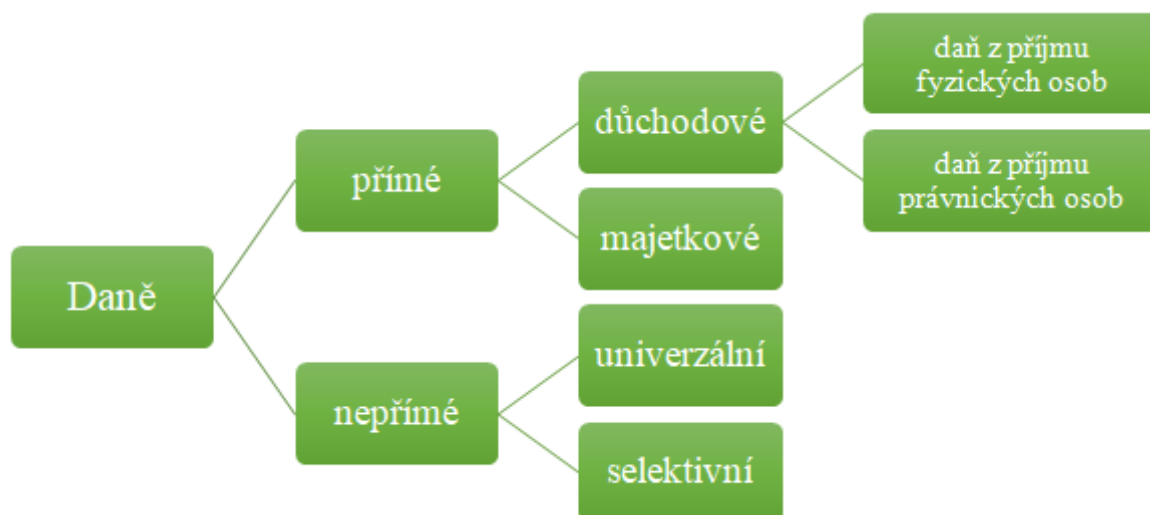 Daně
přímé
nepřímé
důchodové
majetkové
univerzální
selektivní
daň z příjmu
fyzických osob
daň z příjmu
právnických osob